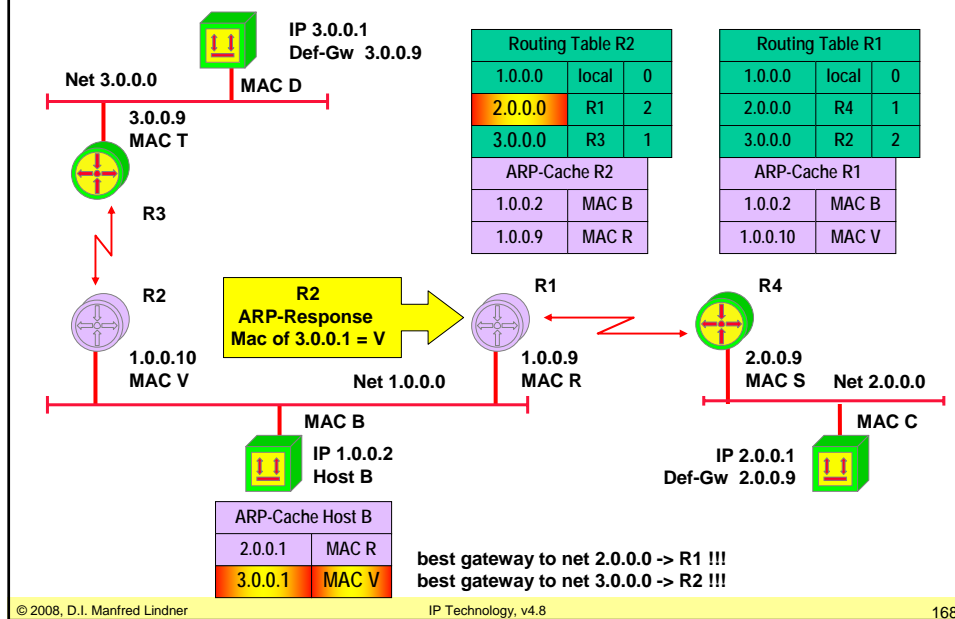 IP 3.0.0.1
Def-Gw 3.0.0.9
Net 3.0.0.0
MAC D
3.0.0.9
MAC T
R3
R2
1.0.0.10
MAC V
R2
ARP-Response
Mac of 3.0.0.1 = V
Routing Table R2
1.0.0.0 local 0
2.0.0.0 R1 2
3.0.0.0 R3 1
ARP-Cache R2
1.0.0.2 MAC B
1.0.0.9 MAC R
Routing Table R1
1.0.0.0 local 0
2.0.0.0 R4 1
3.0.0.0 R2 2
ARP-Cache R1
1.0.0.2 MAC B
1.0.0.10 MAC V
R1
1.0.0.9
MAC R
R4
2.0.0.9
MAC S
Net 1.0.0.0
Net 2.0.0.0
MAC B
IP 1.0.0.2
Host B
MAC C
IP 2.0.0.1
Def-Gw 2.0.0.9
ARP-Cache Host B
2.0.0.1 MAC R
3.0.0.1 MAC V
best gateway to net 2.0.0.0 -> R1 !!!
best gateway to net 3.0.0.0 -> R2 !!!
© 2008, D.I. Manfred Lindner
IP Technology, v4.8
168